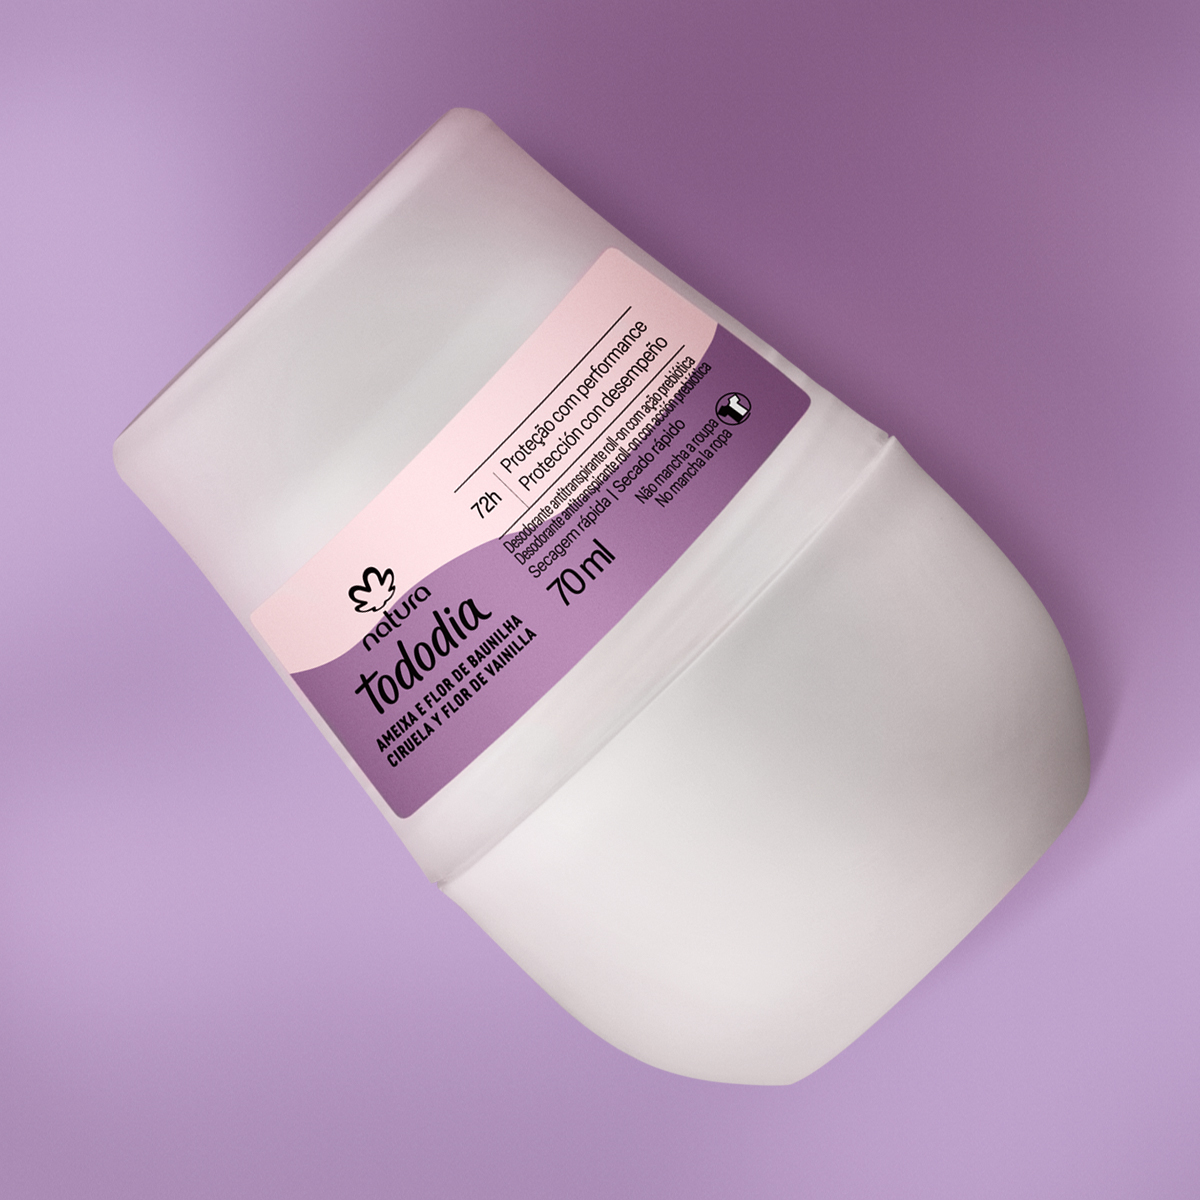 natura
tododia
AMEIXA E FLOR DE BAUNILHA
CIRUELA Y FLOR DE VAINILLA
72h
Proteção com performance
Protección con desempeño
Desodorante antitranspirante roll-on com ação prebiótica
Desodorante antitranspirante roll-on con acción prebiótica
Secagem rápida | Secado rápido
Não mancha a roupa
No mancha la ropa
70 ml